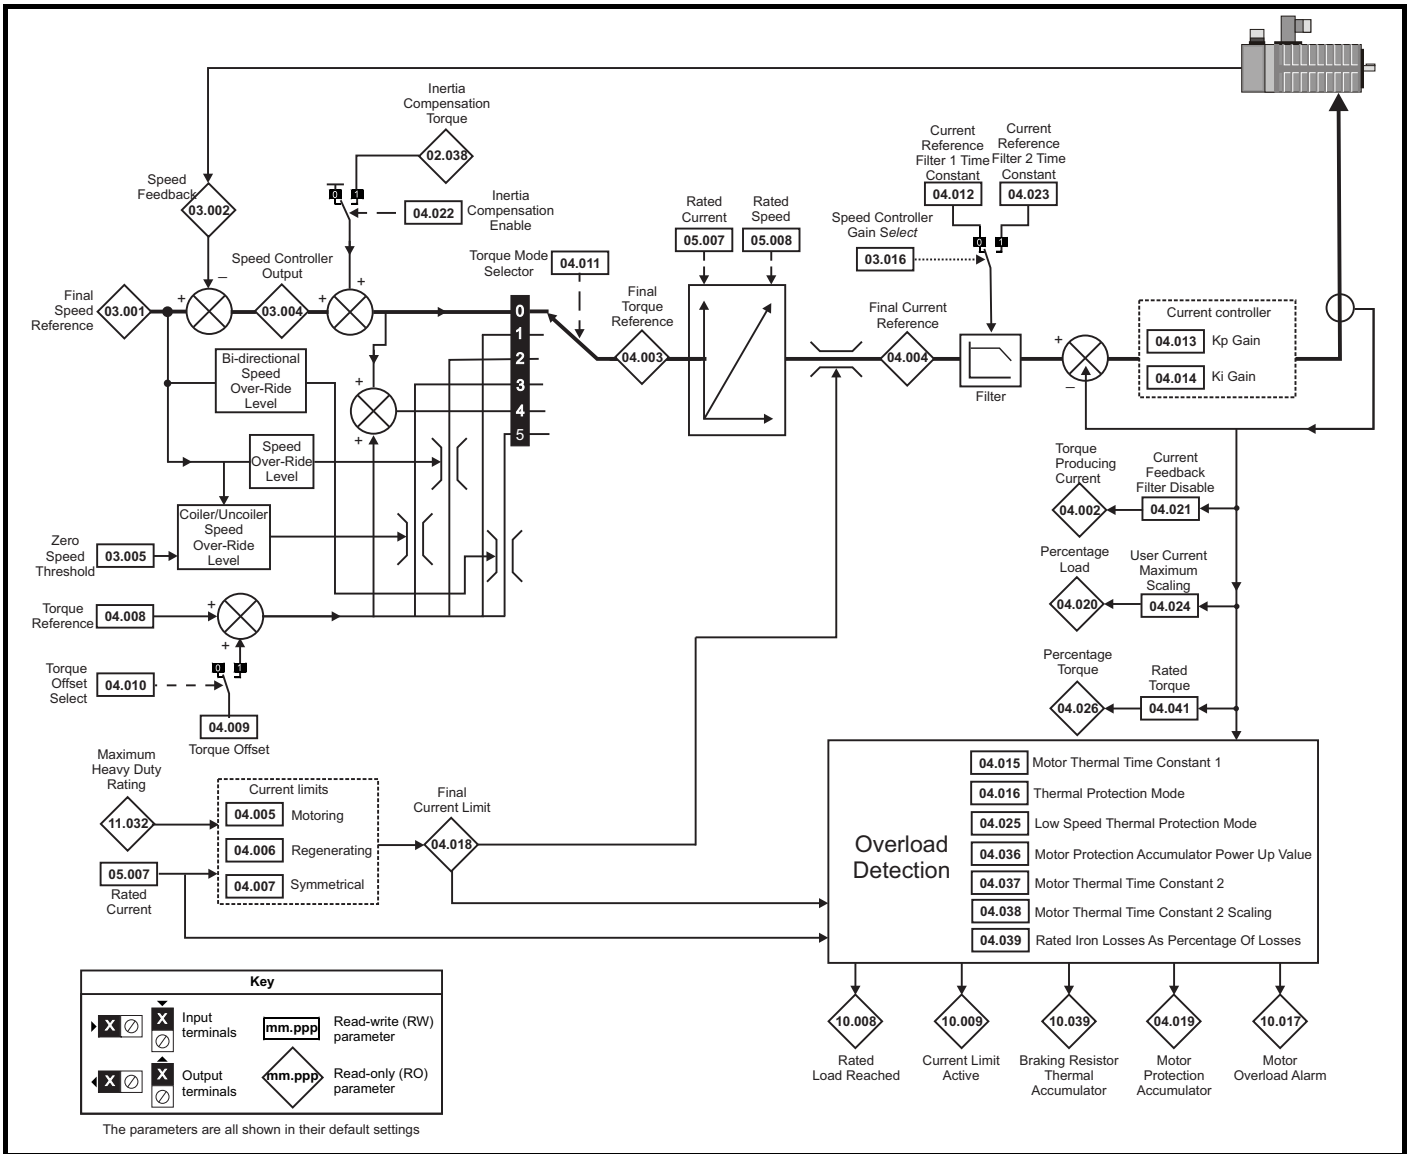 Inertia
Compensation
Torque
02.038
0 1
04.022
Inertia
Compensation
Enable
Speed
Feedback
03.002
Speed Controller
Output
03.004
Final
Speed
Reference
03.001
+
–
+
+
Torque Mode
Selector
04.011
0
1
2
3
4
5
Final
Torque
Reference
04.003
Rated
Current
05.007
Rated
Speed
05.008
Current
Reference
Filter 1 Time
Constant
04.012
Current
Reference
Filter 2 Time
Constant
04.023
Speed Controller
Gain Select
03.016
0 1
Final Current
Reference
04.004
Filter
+
–
Current controller
04.013 Kp Gain
04.014 Ki Gain
Bi-directional
Speed
Over-Ride
Level
+
+
Speed
Over-Ride
Level
Coiler/Uncoiler
Speed
Over-Ride
Level
Zero
Speed
Threshold
03.005
Torque
Reference
04.008
+
+
Torque
Offset
Select
04.010
0 1
04.009
Torque Offset
Torque
Producing
Current
04.002
Current
Feedback
Filter Disable
04.021
Percentage
Load
04.020
User Current
Maximum
Scaling
04.024
Percentage
Torque
04.026
Rated
Torque
04.041
Maximum
Heavy Duty
Rating
11.032
05.007
Rated
Current
Current limits
04.005 Motoring
04.006 Regenerating
04.007 Symmetrical
Final
Current Limit
04.018
Overload
Detection
04.015 Motor Thermal Time Constant 1
04.016 Thermal Protection Mode
04.025 Low Speed Thermal Protection Mode
04.036 Motor Protection Accumulator Power Up Value
04.037 Motor Thermal Time Constant 2
04.038 Motor Thermal Time Constant 2 Scaling
04.039 Rated Iron Losses As Percentage Of Losses
10.008
Rated
Load Reached
10.009
Current Limit
Active
10.039
Braking Resistor
Thermal
Accumulator
04.019
Motor
Protection
Accumulator
10.017
Motor
Overload Alarm
Key
X X
Input
terminals
mm.ppp
Read-write (RW)
parameter
X X
Output
terminals
mm.ppp
Read-only (RO)
parameter
The parameters are all shown in their default settings